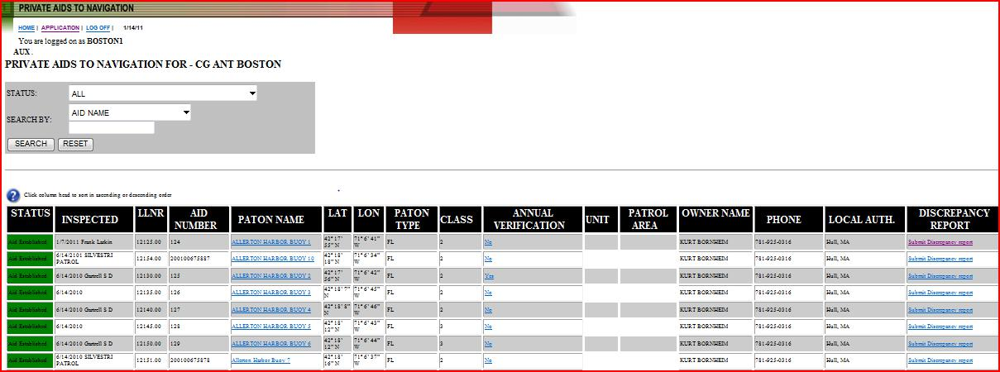 PRIVATE AIDS TO NAVIGATION
HOME | APPLICATION | LOG OFF | 1/14/11
You are logged on as BOSTON1
AUX .
PRIVATE AIDS TO NAVIGATION FOR - CG ANT BOSTON
STATUS: ALL
SEARCH BY: AID NAME
SEARCH RESET
Click column head to sort in ascending or descending order
STATUS INSPECTED LLNR AID NUMBER PATON NAME LAT LON PATON TYPE CLASS ANNUAL VERIFICATION UNIT PATROL AREA OWNER NAME PHONE LOCAL AUTH. DISCREPANCY REPORT
Aid Established 1/7/2011 Frank Larkin 12125.00 124 ALLERTON HARBOR BUOY 1 42° 17' 55" N 71° 6' 41" W FL 2 No KURT BORNHEIM 781-925-0316 Hull, MA Submit Discrepancy report
Aid Established 6/14/2101 SILVESTRI PATROL 12154.00 200100675887 ALLERTON HARBOR BUOY 10 42° 18' 18" N 71° 6' 34" W FL 2 No KURT BORNHEIM 781-925-0316 Hull, MA Submit Discrepancy report
Aid Established 6/14/2010 Gartrell S D 12130.00 125 ALLERTON HARBOR BUOY 2 42° 17' 56" N 71° 6' 42" W FL 2 Yes KURT BORNHEIM 781-925-0316 Hull, MA Submit Discrepancy report
Aid Established 6/14/2010 12135.00 126 ALLERTON HARBOR BUOY 3 42° 18' 7" N 71° 6' 45" W FL 2 No KURT BORNHEIM 781-925-0316 Hull, MA Submit Discrepancy report
Aid Established 6/14/2010 Gartrell S D 12140.00 127 ALLERTON HARBOR BUOY 4 42° 18' 8" N 71° 6' 46" W FL 2 No KURT BORNHEIM 781-925-0316 Hull, MA Submit Discrepancy report
Aid Established 6/14/2010 12145.00 128 ALLERTON HARBOR BUOY 5 42° 18' 12" N 71° 6' 43" W FL 3 No KURT BORNHEIM 781-925-0316 Hull, MA Submit Discrepancy report
Aid Established 6/14/2010 Gartrell S D 12150.00 129 ALLERTON HARBOR BUOY 6 42° 18' 12" N 71° 6' 44" W FL 3 No KURT BORNHEIM 781-925-0316 Hull, MA Submit Discrepancy report
Aid Established 6/14/2010 SILVESTRI PATROL 12151.00 200100675878 Allerton Harbor Buoy 7 42° 18' 16" N 71° 6' 37" W FL 2 No KURT BORNHEIM 781-925-0316 Hull, MA Submit Discrepancy report